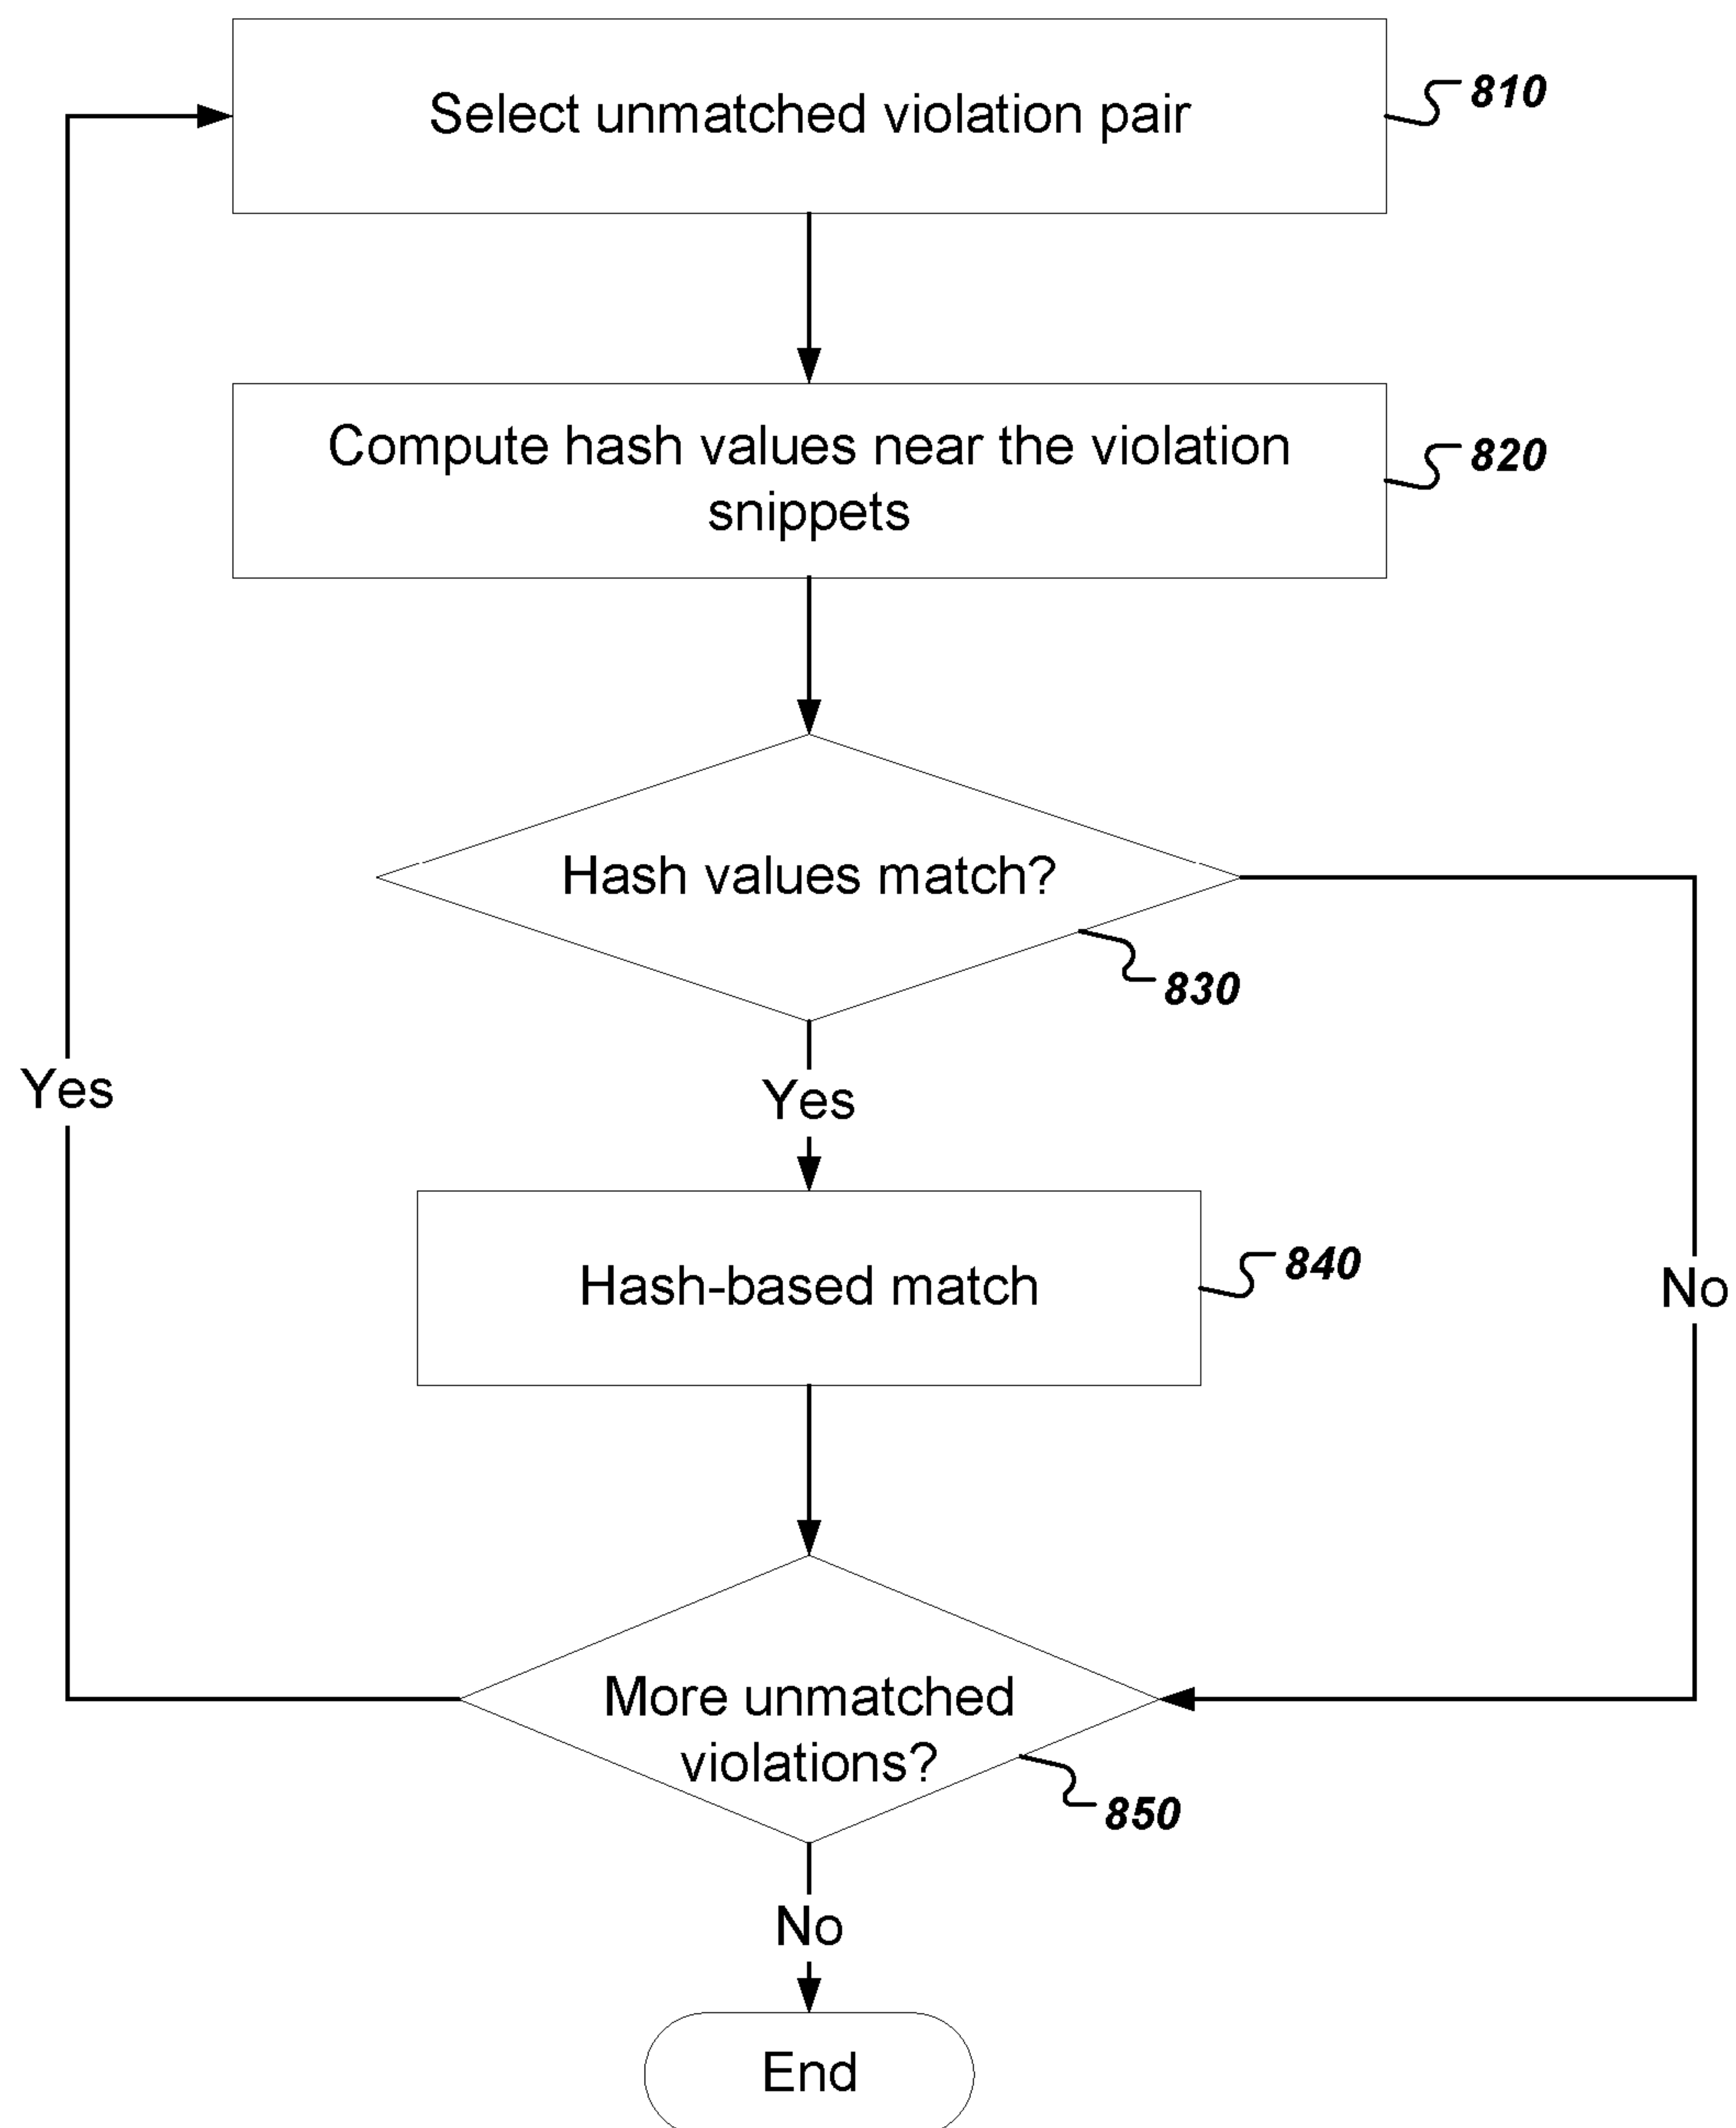 Select unmatched violation pair
810
Compute hash values near the violation
snippets
820
Hash values match?
830
Yes
Yes
Hash-based match
840
No
More unmatched
violations?
850
No
End